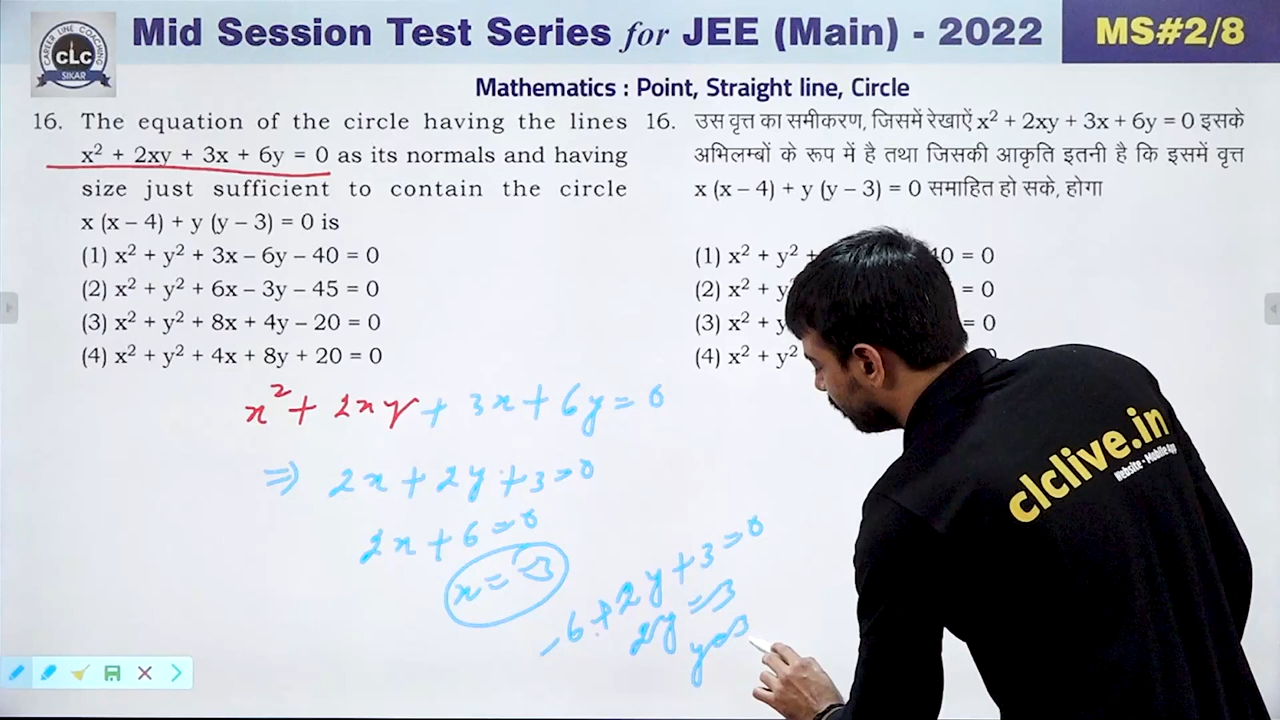 CAREER LINE COACHING
CLC
SIKAR
Mid Session Test Series for JEE (Main) - 2022
MS#2/8
Mathematics : Point, Straight line, Circle
16. The equation of the circle having the lines
x² + 2xy + 3x + 6y = 0 as its normals and having
size just sufficient to contain the circle
x (x – 4) + y (y – 3) = 0 is
(1) x² + y² + 3x – 6y – 40 = 0
(2) x² + y² + 6x – 3y – 45 = 0
(3) x² + y² + 8x + 4y – 20 = 0
(4) x² + y² + 4x + 8y + 20 = 0
16. उस वृत्त का समीकरण, जिसमें रेखाऐं x² + 2xy + 3x + 6y = 0 इसके
अभिलम्बों के रूप में है तथा जिसकी आकृति इतनी है कि इसमें वृत्त
x (x – 4) + y (y – 3) = 0 समाहित हो सके, होगा
(1) x² + y² + 40 = 0
(2) x² + y = 0
(3) x² + y = 0
(4) x² + y²
x² + 2xy + 3x + 6y = 0
⇒ 2x + 2y + 3 = 0
2x + 6 = 0
x = -3
-6 + 2y + 3 = 0
2y = 3
y = 3
clclive.in
Website - Mobile App